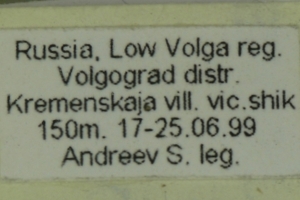 Russia, Low Volga reg.
Volgograd distr.
Kremenskaja vill. vic.shik
150m. 17-25.06.99
Andreev S. leg.